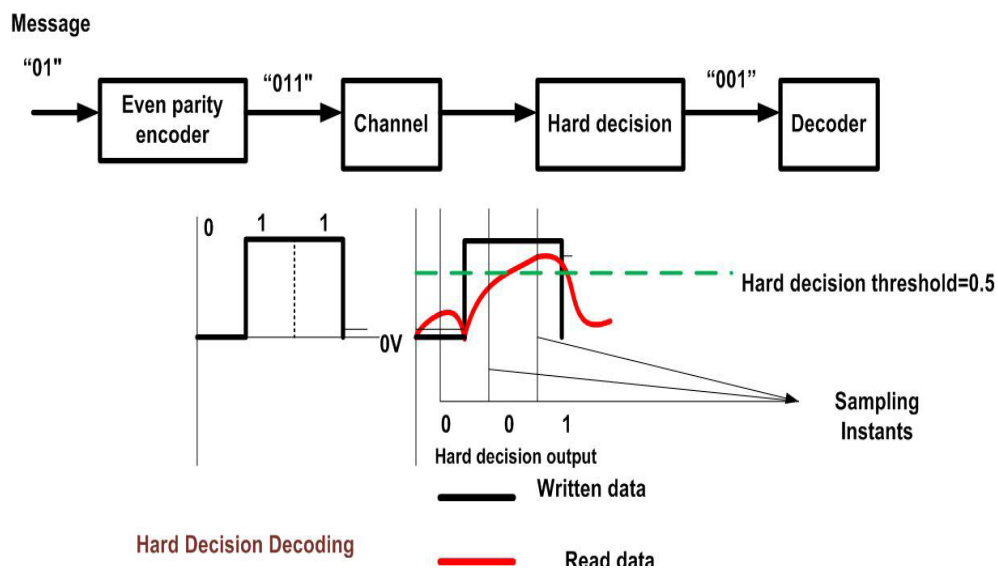 Message
“01"
Even parity
encoder
“011"
Channel
Hard decision
“001”
Decoder
0 1 1
0V
Hard decision threshold=0.5
0 0 1
Sampling
Instants
Hard decision output
Written data
Hard Decision Decoding
Read data